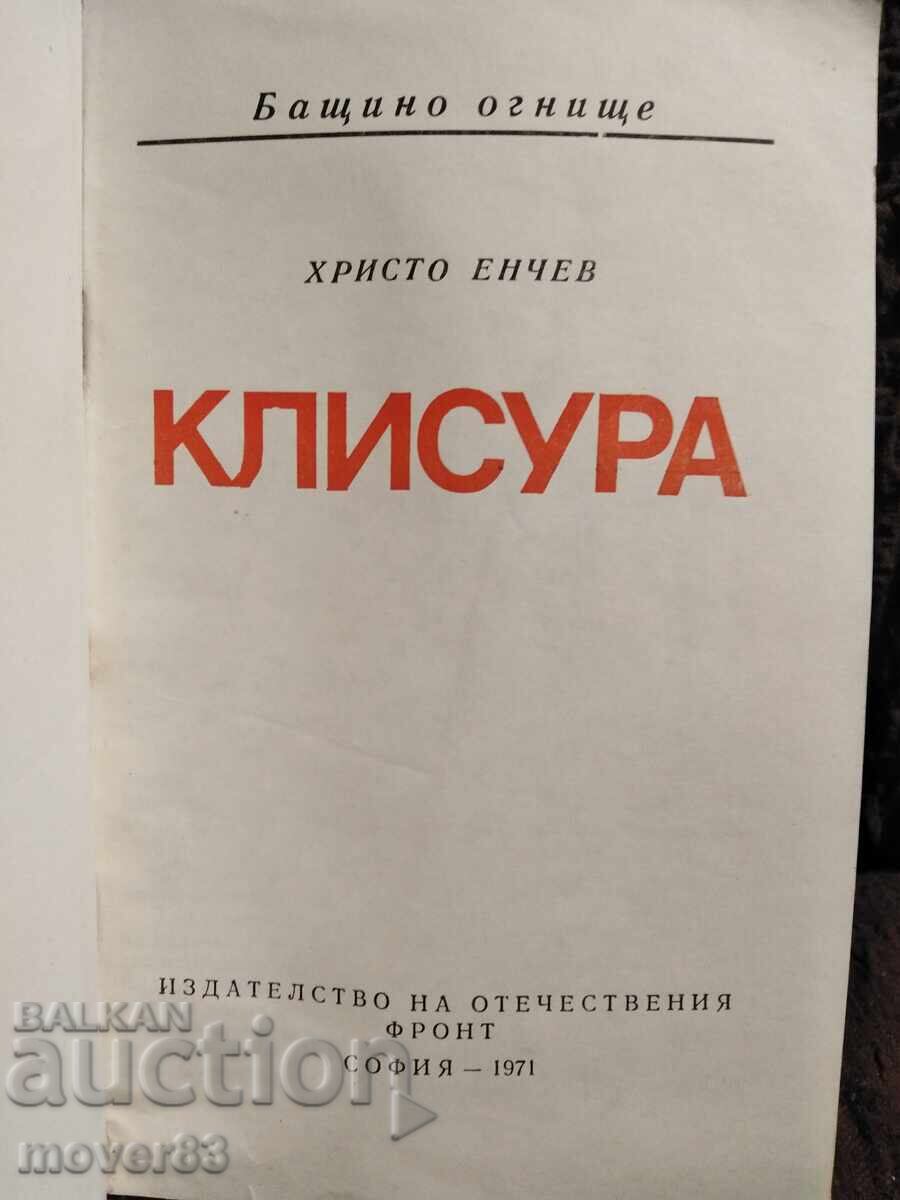 Бащино огнище
ХРИСТО ЕНЧЕВ
КЛИСУРА
ИЗДАТЕЛСТВО НА ОТЕЧЕСТВЕНИЯ
ФРОНТ
СОФИЯ — 1971
BALKAN
auction
mover83